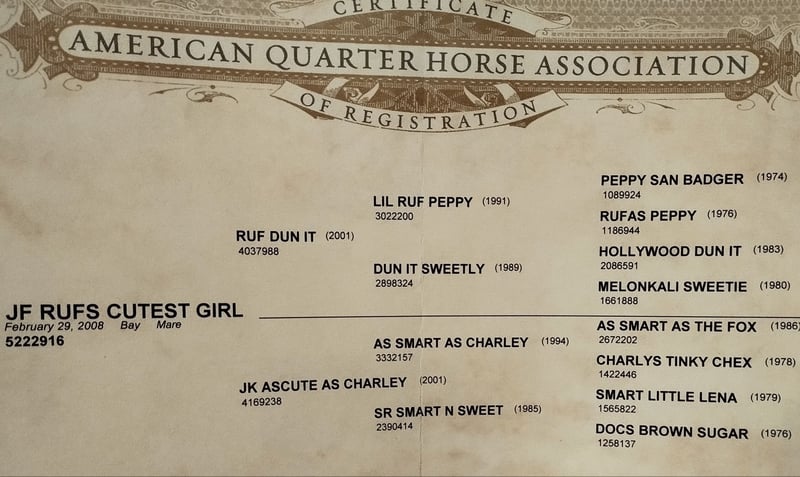 CERTIFICATE
AMERICAN QUARTER HORSE ASSOCIATION
OF REGISTRATION
PEPPY SAN BADGER (1974)
1089924
LIL RUF PEPPY (1991)
3022200
RUFAS PEPPY (1976)
1186944
RUF DUN IT (2001)
4037988
HOLLYWOOD DUN IT (1983)
2086591
DUN IT SWEETLY (1989)
2898324
MELONKALI SWEETIE (1980)
1661888
JF RUFS CUTEST GIRL
February 29, 2008 Bay Mare
5222916
AS SMART AS THE FOX (1986)
2672202
AS SMART AS CHARLEY (1994)
3332157
CHARLYS TINKY CHEX (1978)
1422446
JK ASCUTE AS CHARLEY (2001)
4169238
SMART LITTLE LENA (1979)
1565822
SR SMART N SWEET (1985)
2390414
DOCS BROWN SUGAR (1976)
1258137